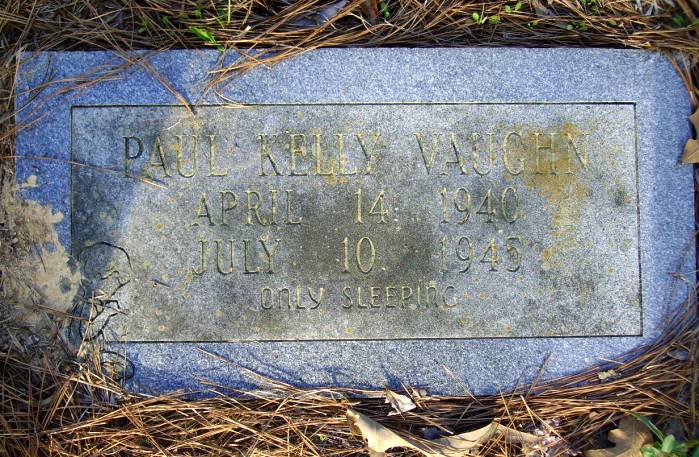 PAUL KELLY VAUGHN
APRIL 14, 1940
JULY 10, 1945
ONLY SLEEPING